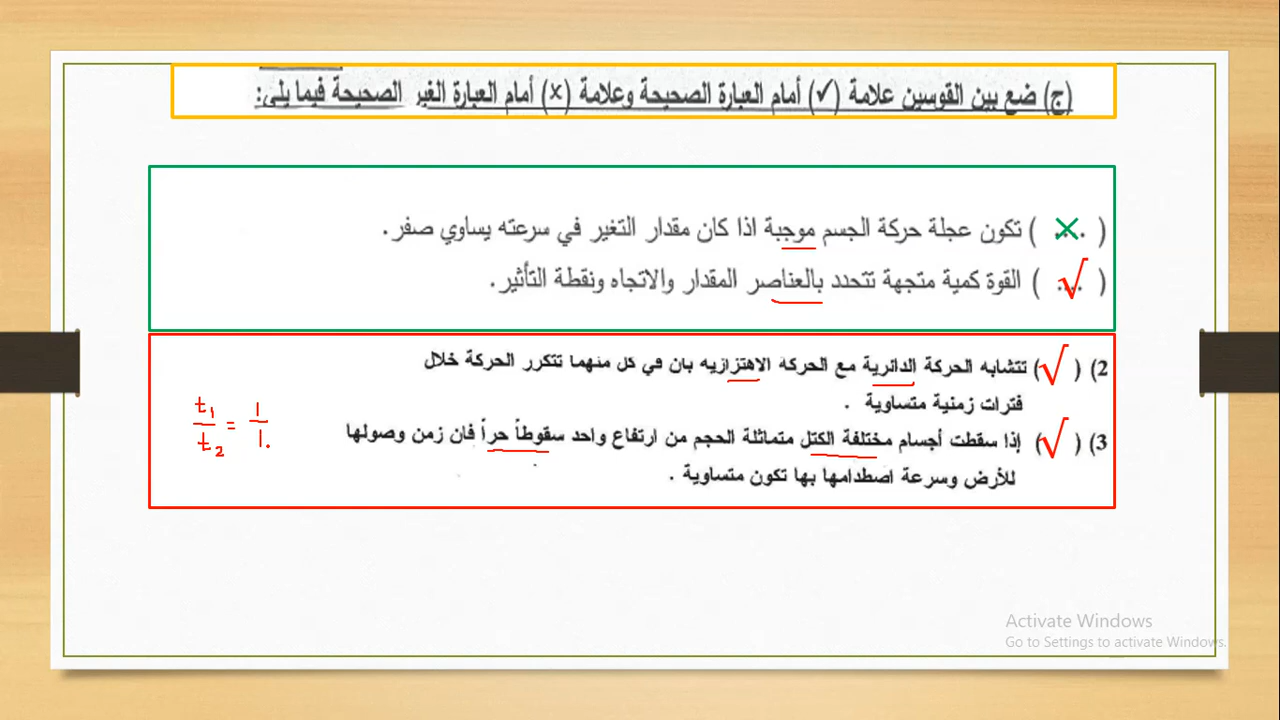 (ج) ضع بين القوسين علامة (✓) أمام العبارة الصحيحة وعلامة (×) أمام العبارة الغير الصحيحة فيما يلى:
( ×... ) تكون عجلة حركة الجسم موجبة اذا كان مقدار التغير في سرعته يساوي صفر.
( ✓... ) القوة كمية متجهة تتحدد بالعناصر المقدار والاتجاه ونقطة التأثير.
2) (✓) تتشابه الحركة الدائرية مع الحركة الاهتزازيه بان في كل منهما تتكرر الحركة خلال
فترات زمنية متساوية .
3) (✓) إذا سقطت أجسام مختلفة الكتل متماثلة الحجم من ارتفاع واحد سقوطاً حراً فان زمن وصولها
للأرض وسرعة اصطدامها بها تكون متساوية .
t₁/t₂ = 1/1.
Activate Windows
Go to Settings to activate Windows.